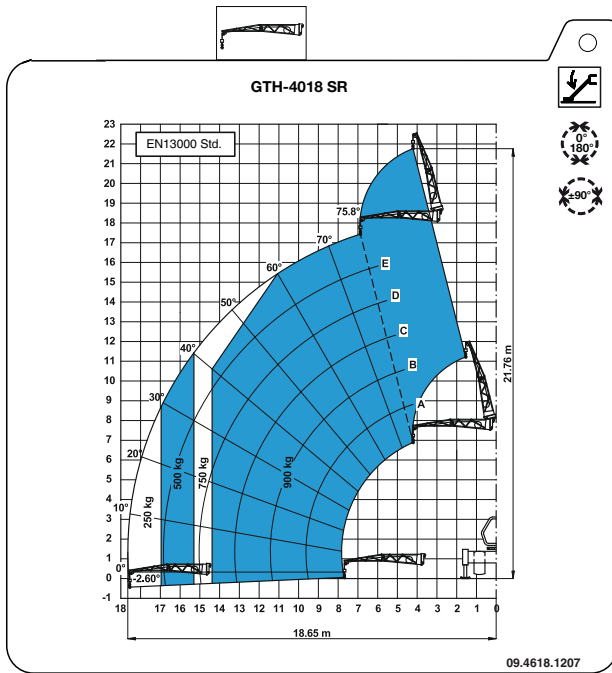 GTH-4018 SR
0°
180°
±90°
EN13000 Std.
23
22
21
20
19
18
17
16
15
14
13
12
11
10
9
8
7
6
5
4
3
2
1
0
-1
75.8°
70°
60°
50°
40°
30°
20°
10°
0°
-2.60°
E
D
C
B
A
250 kg
500 kg
750 kg
900 kg
21.76 m
18 17 16 15 14 13 12 11 10 9 8 7 6 5 4 3 2 1 0
18.65 m
09.4618.1207